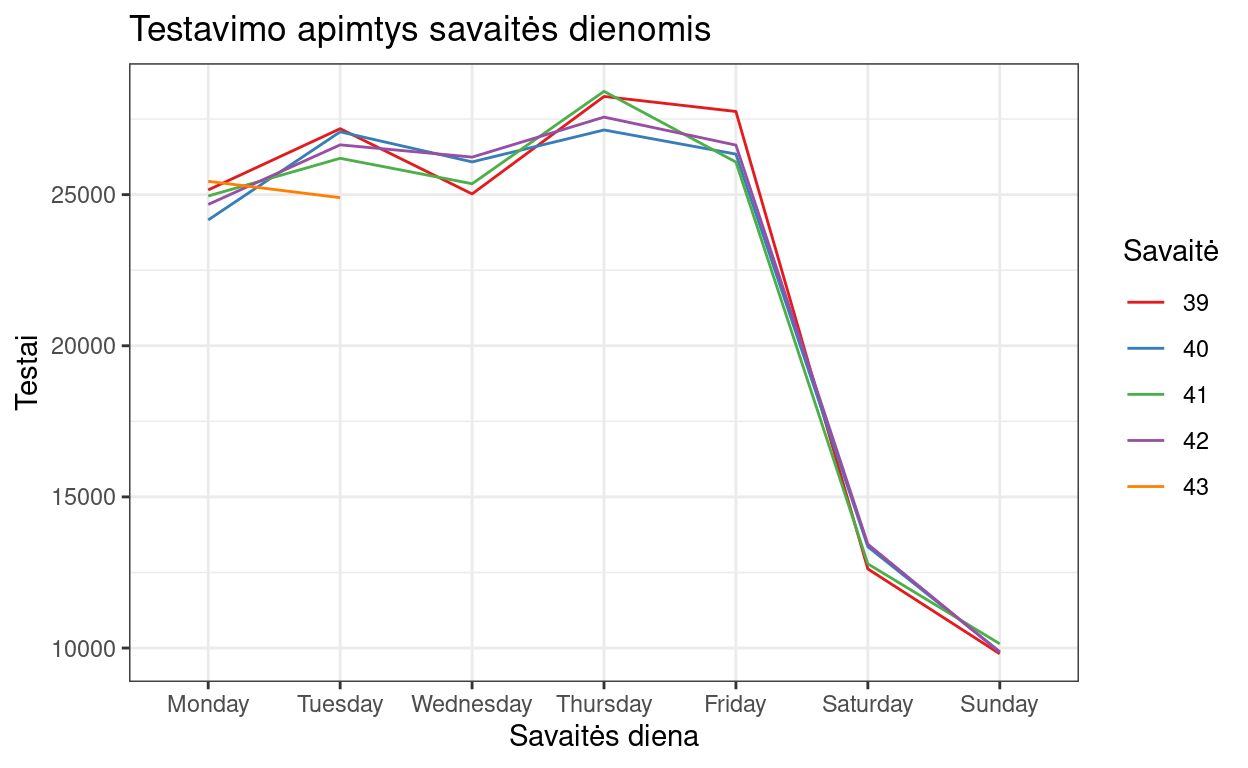 Testavimo apimtys savaitės dienomis
Testai
25000
20000
15000
10000
Monday Tuesday Wednesday Thursday Friday Saturday Sunday
Savaitės diena
Savaitė
39
40
41
42
43